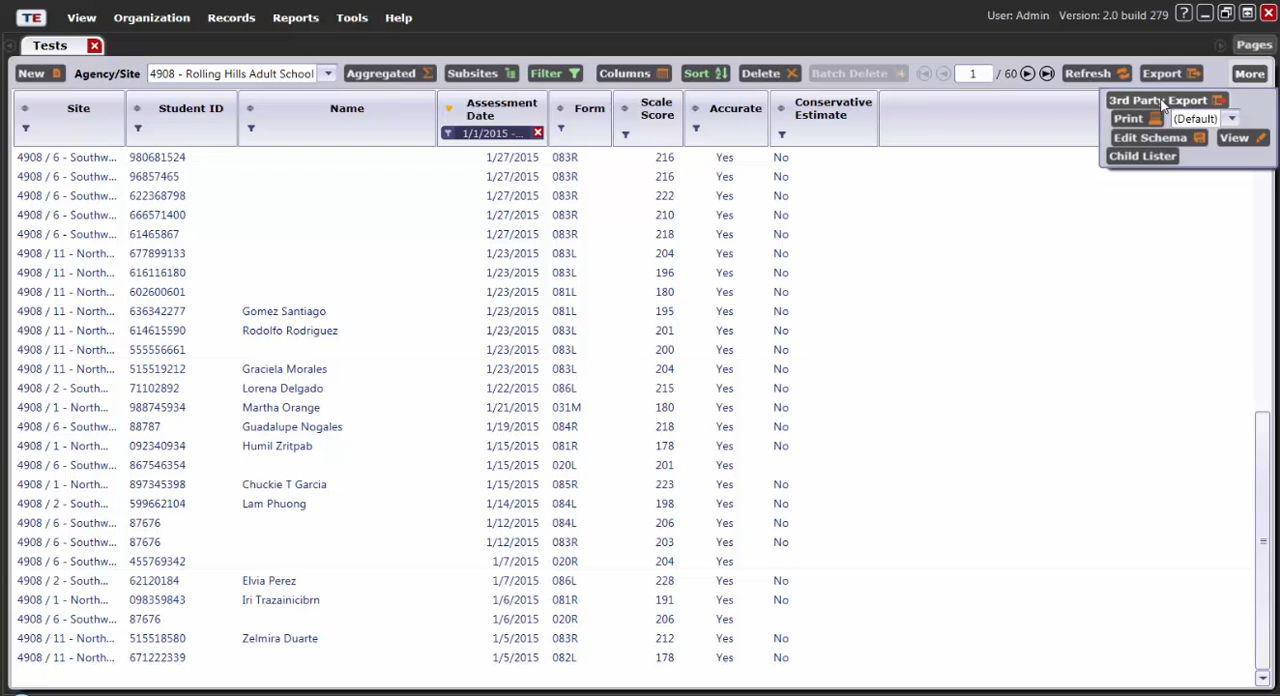 TE View Organization Records Reports Tools Help User: Admin Version: 2.0 build 279 ?
Tests Pages
New Agency/Site 4908 - Rolling Hills Adult School Aggregated Subsites Filter Columns Sort Delete Batch Delete 1 / 60 Refresh Export More
3rd Party Export
Print (Default)
Edit Schema View
Child Lister
Site Student ID Name Assessment Date Form Scale Score Accurate Conservative Estimate
1/1/2015 -...
4908 / 6 - Southw... 980681524 1/27/2015 083R 216 Yes No
4908 / 6 - Southw... 96857465 1/27/2015 083R 216 Yes No
4908 / 6 - Southw... 622368798 1/27/2015 083R 222 Yes No
4908 / 6 - Southw... 666571400 1/27/2015 083R 210 Yes No
4908 / 6 - Southw... 61465867 1/27/2015 083R 218 Yes No
4908 / 11 - North... 677899133 1/23/2015 083L 204 Yes No
4908 / 11 - North... 616116180 1/23/2015 083L 196 Yes No
4908 / 11 - North... 602600601 1/23/2015 081L 180 Yes No
4908 / 11 - North... 636342277 Gomez Santiago 1/23/2015 081L 195 Yes No
4908 / 11 - North... 614615590 Rodolfo Rodriguez 1/23/2015 083L 201 Yes No
4908 / 11 - North... 555556661 1/23/2015 083L 200 Yes No
4908 / 11 - North... 515519212 Graciela Morales 1/23/2015 083L 204 Yes No
4908 / 2 - South... 71102892 Lorena Delgado 1/22/2015 086L 215 Yes No
4908 / 1 - North... 988745934 Martha Orange 1/21/2015 031M 180 Yes No
4908 / 6 - Southw... 88787 Guadalupe Nogales 1/19/2015 084R 218 Yes No
4908 / 1 - North... 092340934 Humil Zritpab 1/15/2015 081R 178 Yes No
4908 / 6 - Southw... 867546354 1/15/2015 020L 201 Yes
4908 / 1 - North... 897345398 Chuckie T Garcia 1/15/2015 085R 223 Yes No
4908 / 2 - South... 599662104 Lam Phuong 1/14/2015 084L 198 Yes No
4908 / 6 - Southw... 87676 1/12/2015 084L 206 Yes No
4908 / 6 - Southw... 87676 1/12/2015 083R 203 Yes No
4908 / 6 - Southw... 455769342 1/7/2015 020R 204 Yes
4908 / 2 - South... 62120184 Elvia Perez 1/7/2015 086L 228 Yes No
4908 / 1 - North... 098359843 Iri Trazainicibrn 1/6/2015 081R 191 Yes No
4908 / 6 - Southw... 87676 1/6/2015 020R 206 Yes
4908 / 11 - North... 515518580 Zelmira Duarte 1/5/2015 083R 212 Yes No
4908 / 11 - North... 671222339 1/5/2015 082L 178 Yes No